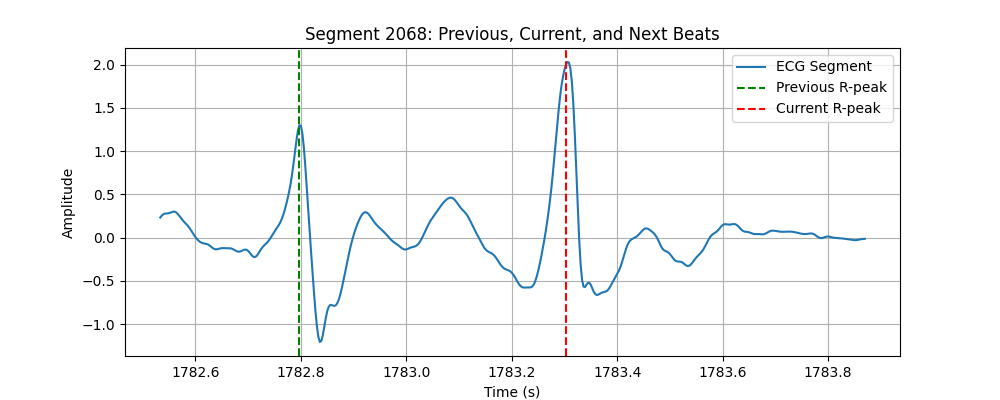 Segment 2068: Previous, Current, and Next Beats
ECG Segment
Previous R-peak
Current R-peak
Amplitude
2.0
1.5
1.0
0.5
0.0
−0.5
−1.0
1782.6 1782.8 1783.0 1783.2 1783.4 1783.6 1783.8
Time (s)